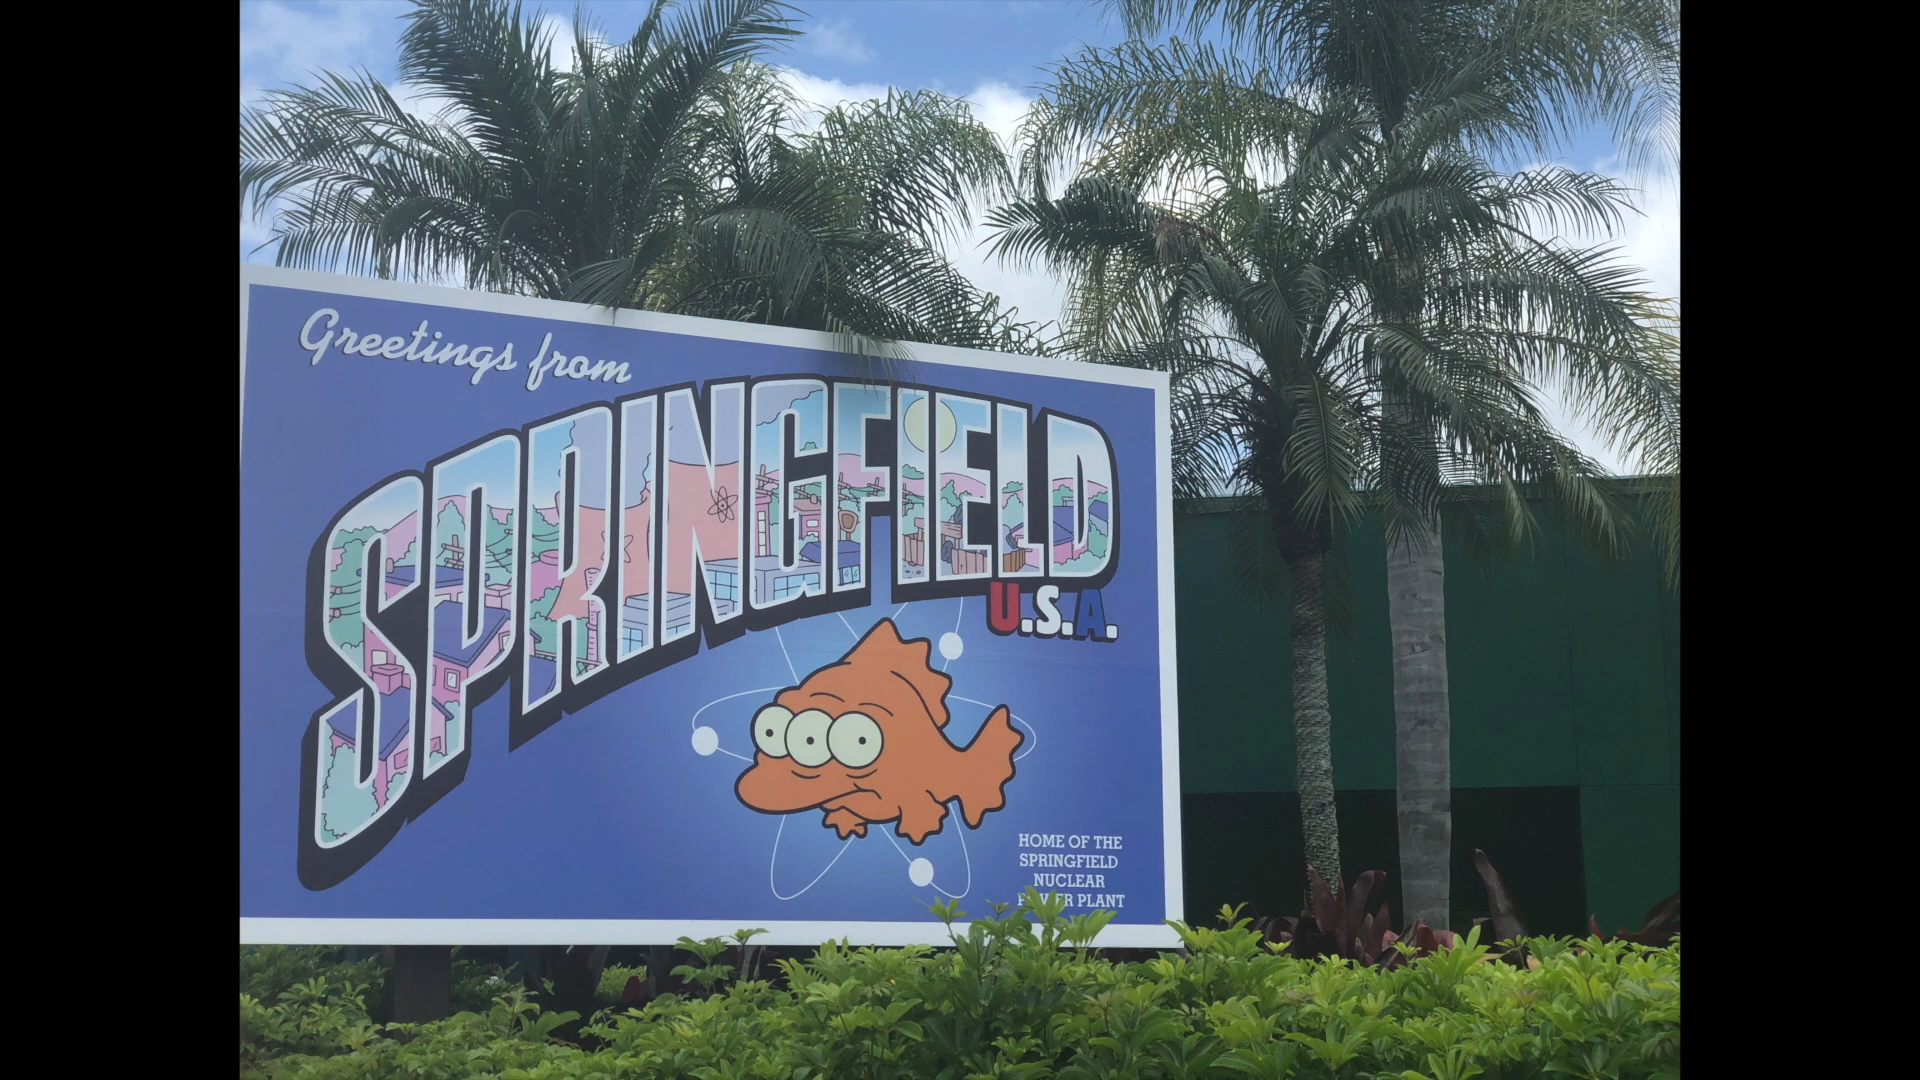 Greetings from
SPRINGFIELD
U.S.A.
HOME OF THE
SPRINGFIELD
NUCLEAR
POWER PLANT